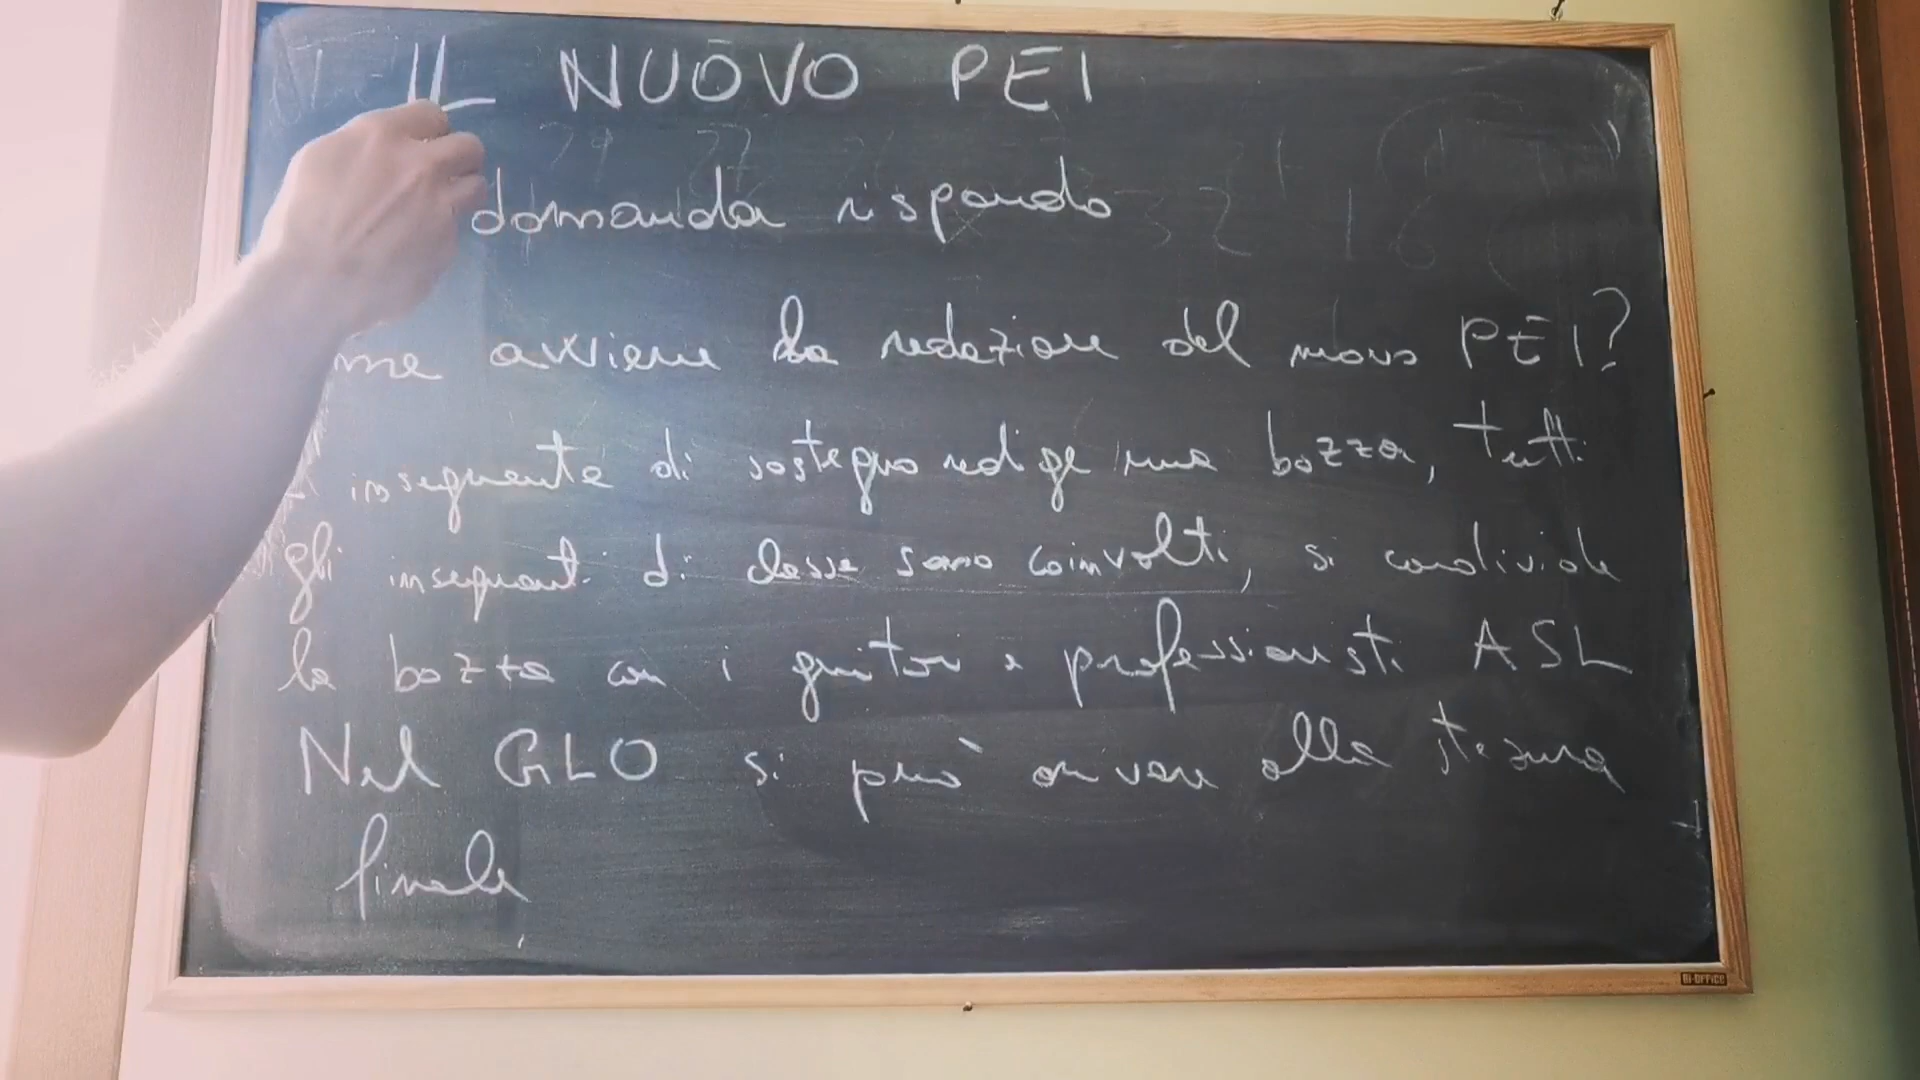 IL NUOVO PEI
domanda rispondo
me avviene la redazione del nuovo PEI?
insegnante di sostegno redige una bozza, tutti
gli insegnanti di classe sono coinvolti, si condivide
la bozza con i genitori e professionisti ASL
Nel GLO si può arrivare alla stesura
finale
BI-OFFICE